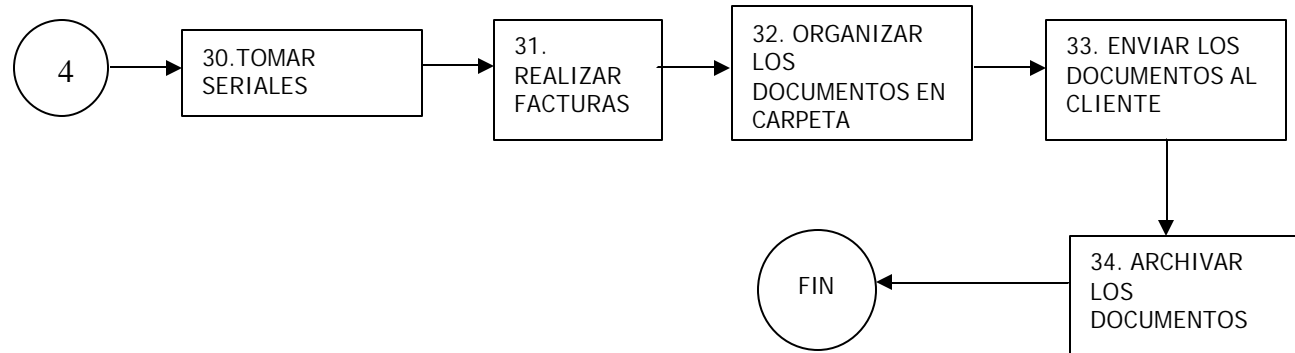 4
30.TOMAR
SERIALES
31.
REALIZAR
FACTURAS
32. ORGANIZAR
LOS
DOCUMENTOS EN
CARPETA
33. ENVIAR LOS
DOCUMENTOS AL
CLIENTE
34. ARCHIVAR
LOS
DOCUMENTOS
FIN